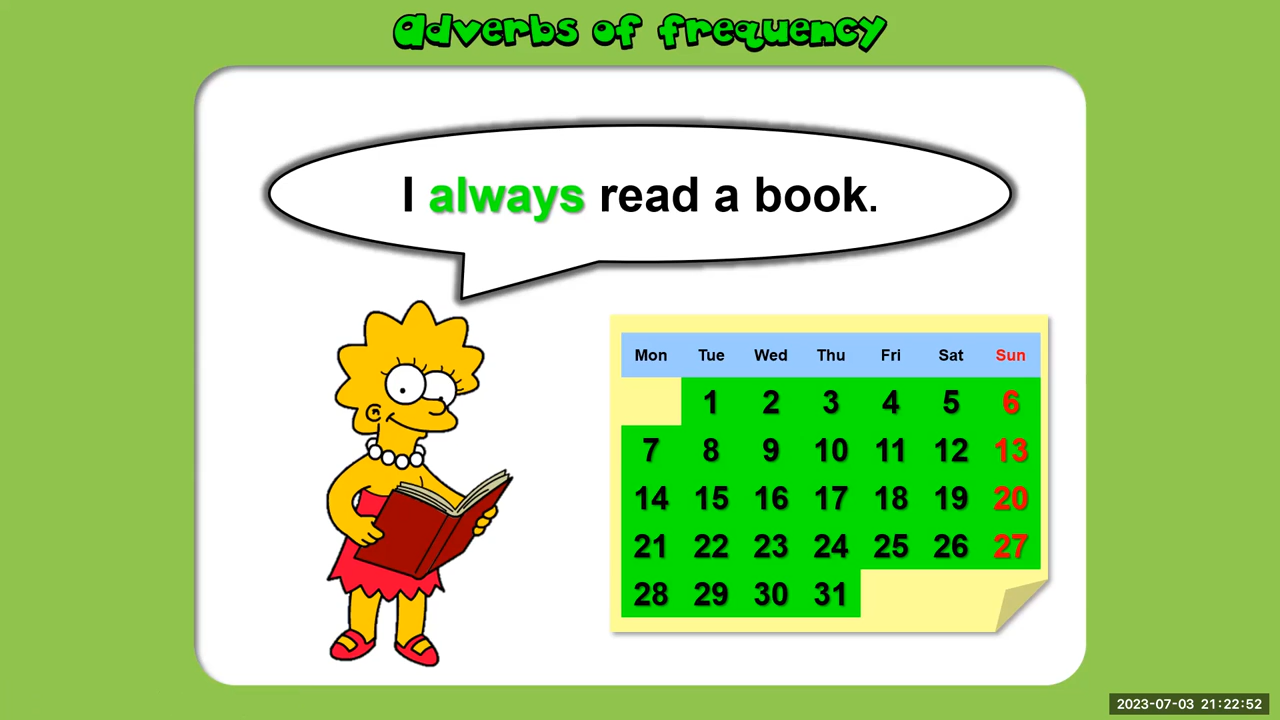 Adverbs of frequency
I always read a book.
Mon Tue Wed Thu Fri Sat Sun
1 2 3 4 5 6
7 8 9 10 11 12 13
14 15 16 17 18 19 20
21 22 23 24 25 26 27
28 29 30 31
2023-07-03 21:22:52